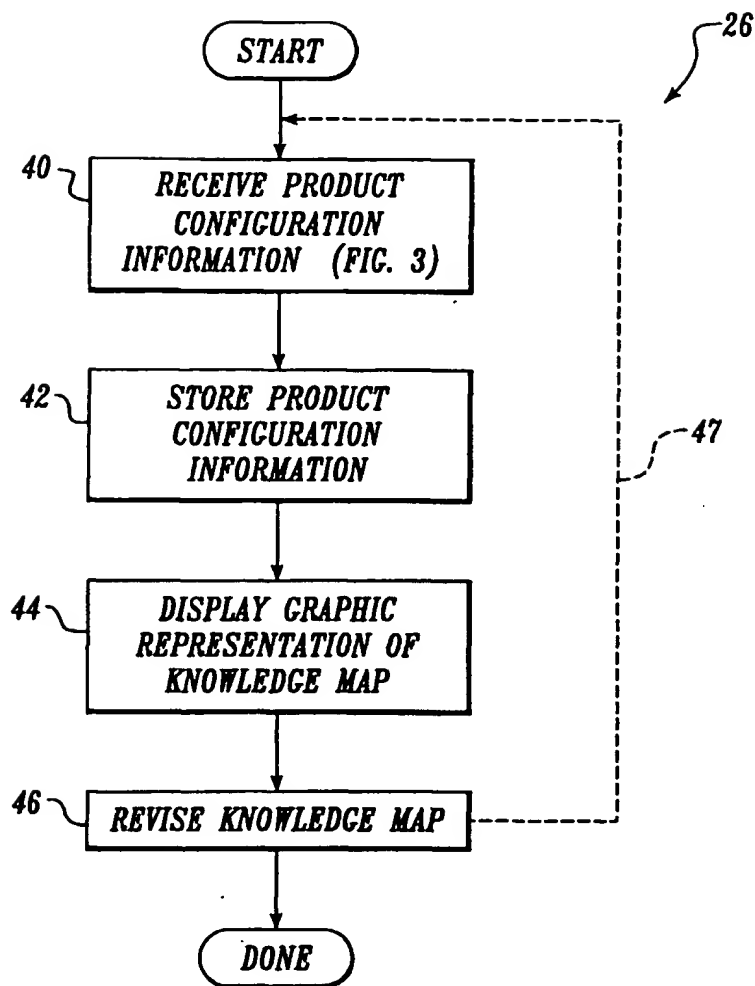 START
26
40
RECEIVE PRODUCT
CONFIGURATION
INFORMATION (FIG. 3)
42
STORE PRODUCT
CONFIGURATION
INFORMATION
47
44
DISPLAY GRAPHIC
REPRESENTATION OF
KNOWLEDGE MAP
46
REVISE KNOWLEDGE MAP
DONE